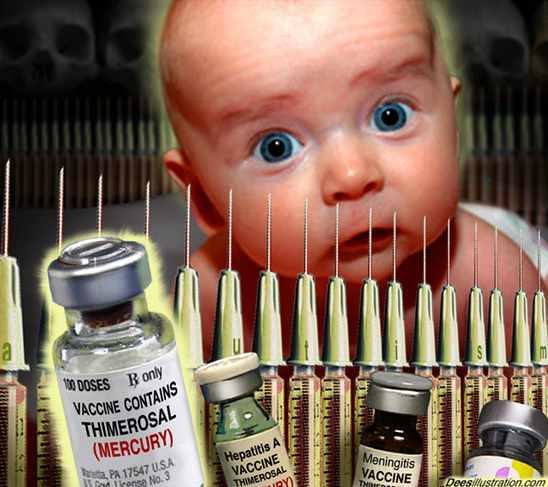 a u t i s m
100 DOSES Rx only
VACCINE CONTAINS
THIMEROSAL
(MERCURY)
Marietta, PA 17547 U.S.A
U.S. Govt. License No. 3
Hepatitis A
VACCINE
THIMEROSAL
Meningitis
VACCINE
Deesillustration.com